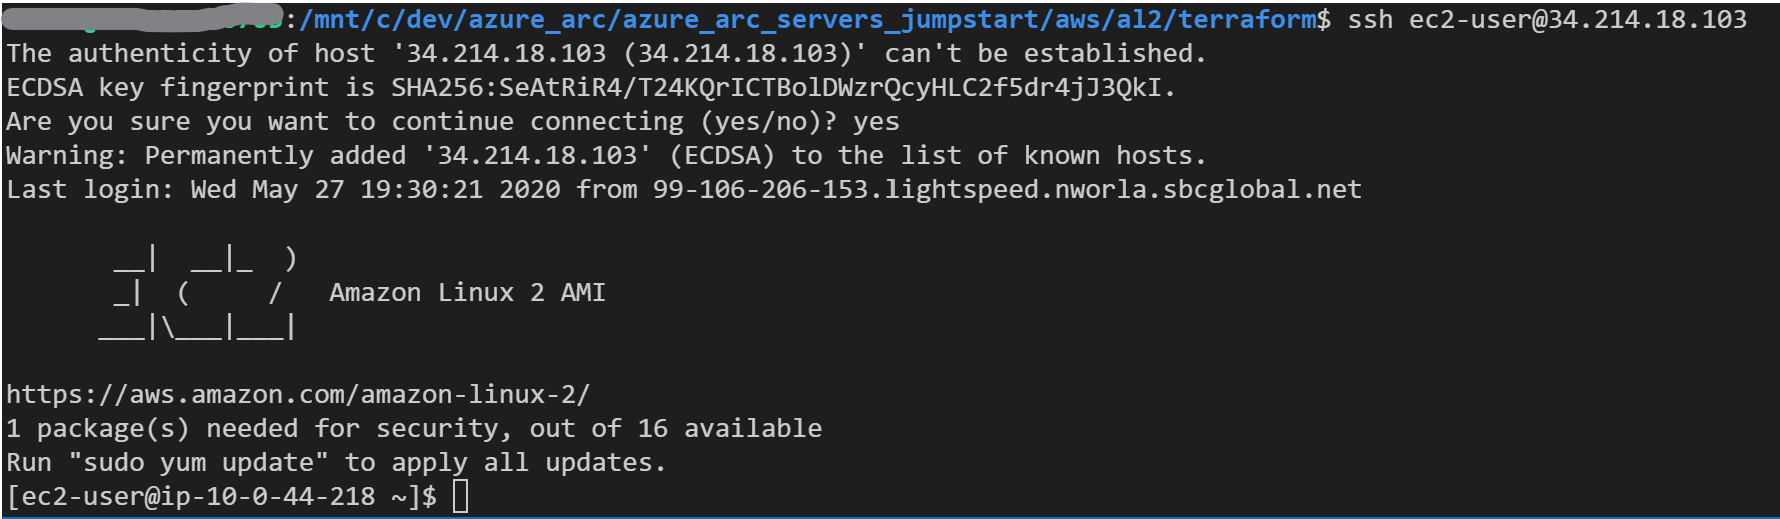 :/mnt/c/dev/azure_arc/azure_arc_servers_jumpstart/aws/al2/terraform$ ssh ec2-user@34.214.18.103
The authenticity of host '34.214.18.103 (34.214.18.103)' can't be established.
ECDSA key fingerprint is SHA256:SeAtRiR4/T24KQrICTBolDWzrQcyHLC2f5dr4jJ3QkI.
Are you sure you want to continue connecting (yes/no)? yes
Warning: Permanently added '34.214.18.103' (ECDSA) to the list of known hosts.
Last login: Wed May 27 19:30:21 2020 from 99-106-206-153.lightspeed.nworla.sbcglobal.net
       __|  __|_  )
       _|  (     /   Amazon Linux 2 AMI
      ___|\___|___|
https://aws.amazon.com/amazon-linux-2/
1 package(s) needed for security, out of 16 available
Run "sudo yum update" to apply all updates.
[ec2-user@ip-10-0-44-218 ~]$